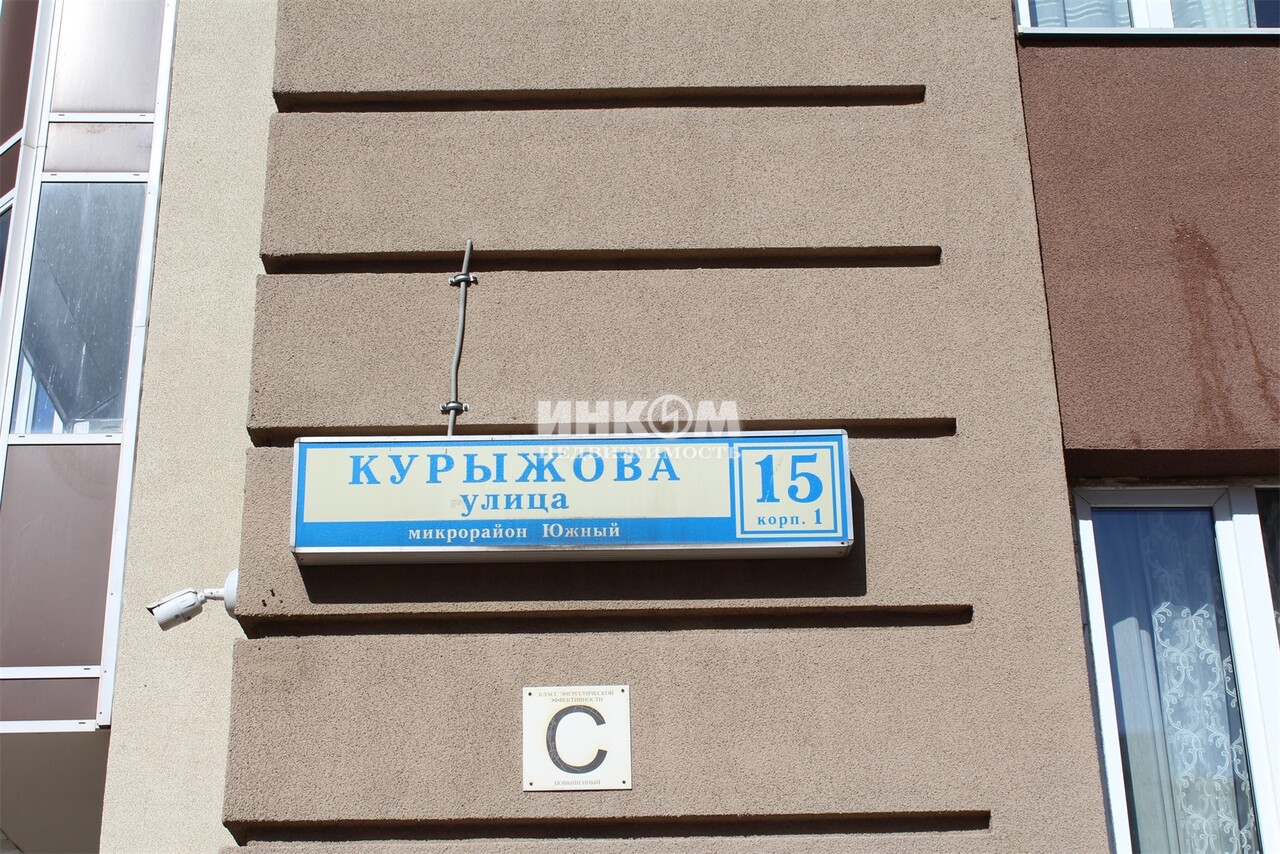 ИНКОМ
НЕДВИЖИМОСТЬ
КУРЫЖОВА
улица
микрорайон Южный
15
корп. 1
КЛАСС ЭНЕРГЕТИЧЕСКОЙ
ЭФФЕКТИВНОСТИ
C
ПОВЫШЕННЫЙ